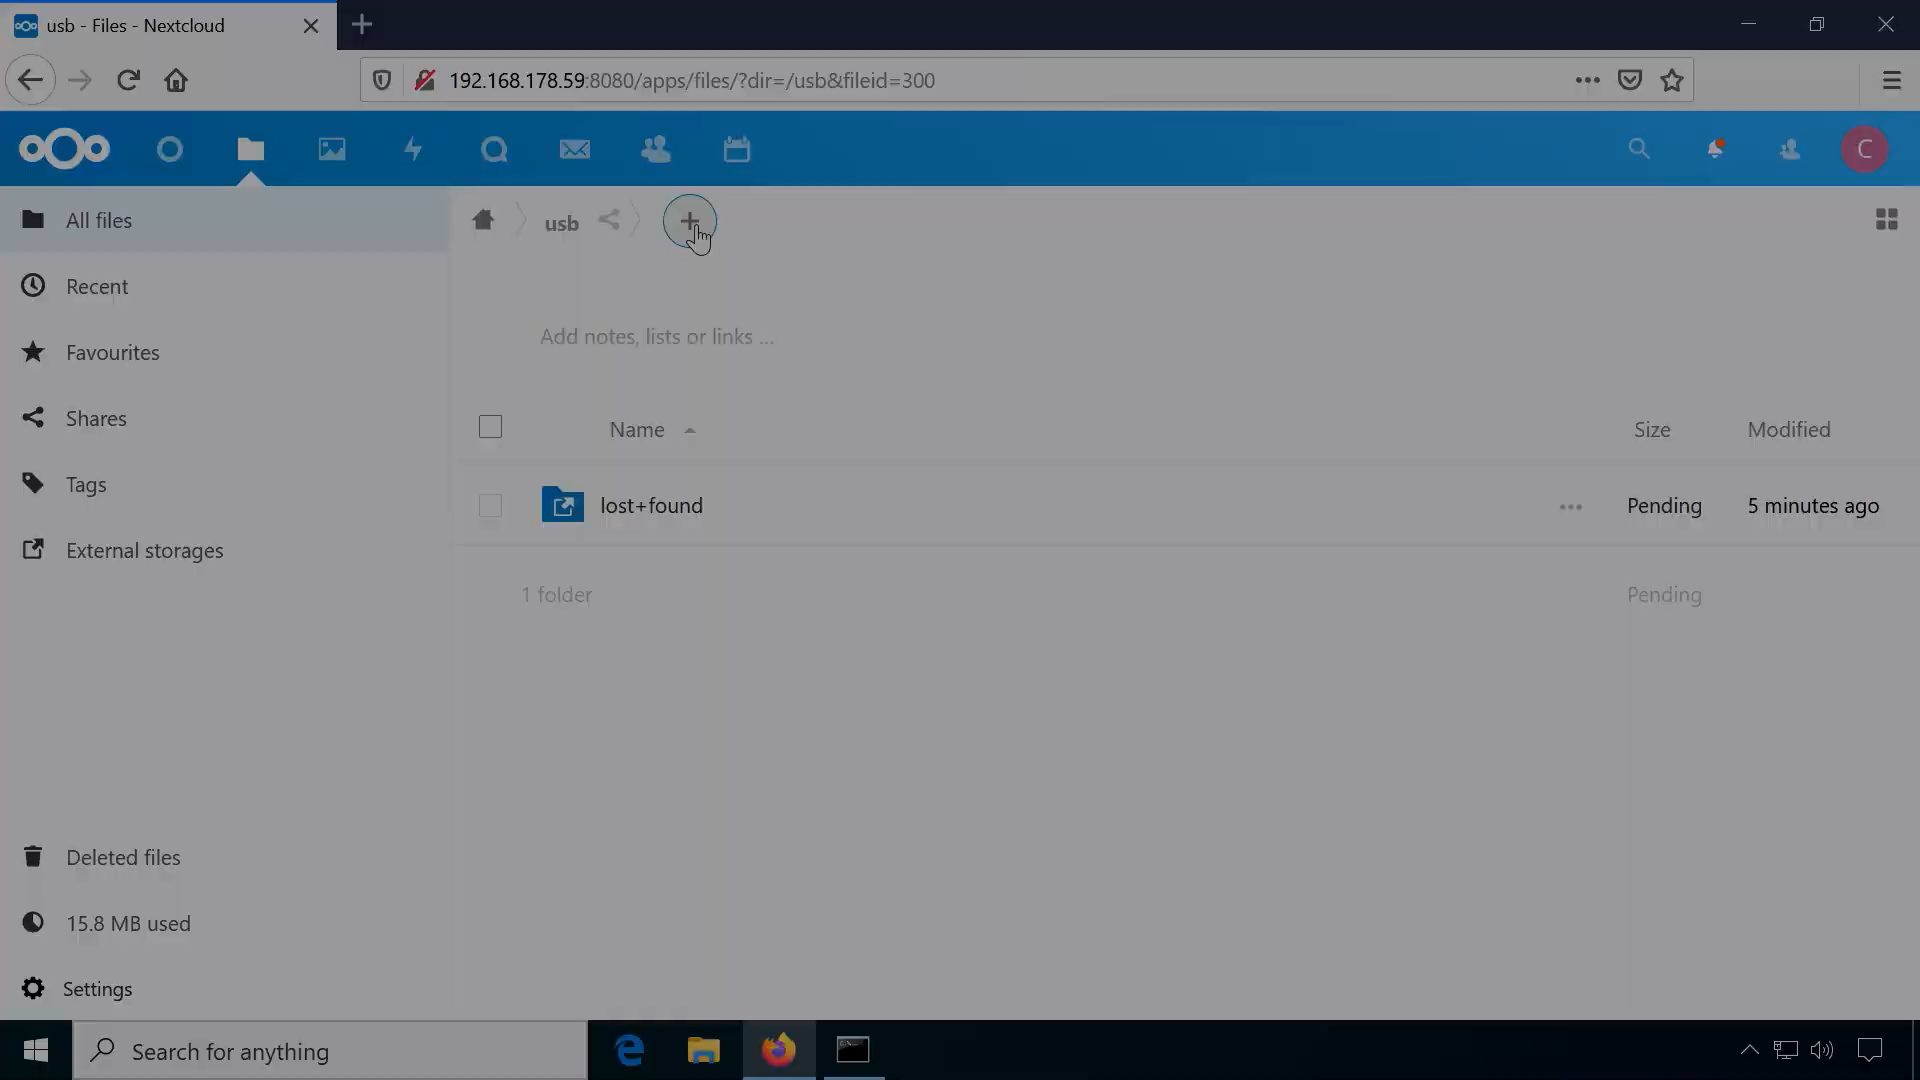 usb - Files - Nextcloud
192.168.178.59:8080/apps/files/?dir=/usb&fileid=300
C
All files
usb
Recent
Add notes, lists or links ...
Favourites
Shares
Name
Size
Modified
Tags
lost+found
Pending
5 minutes ago
External storages
1 folder
Pending
Deleted files
15.8 MB used
Settings
Search for anything